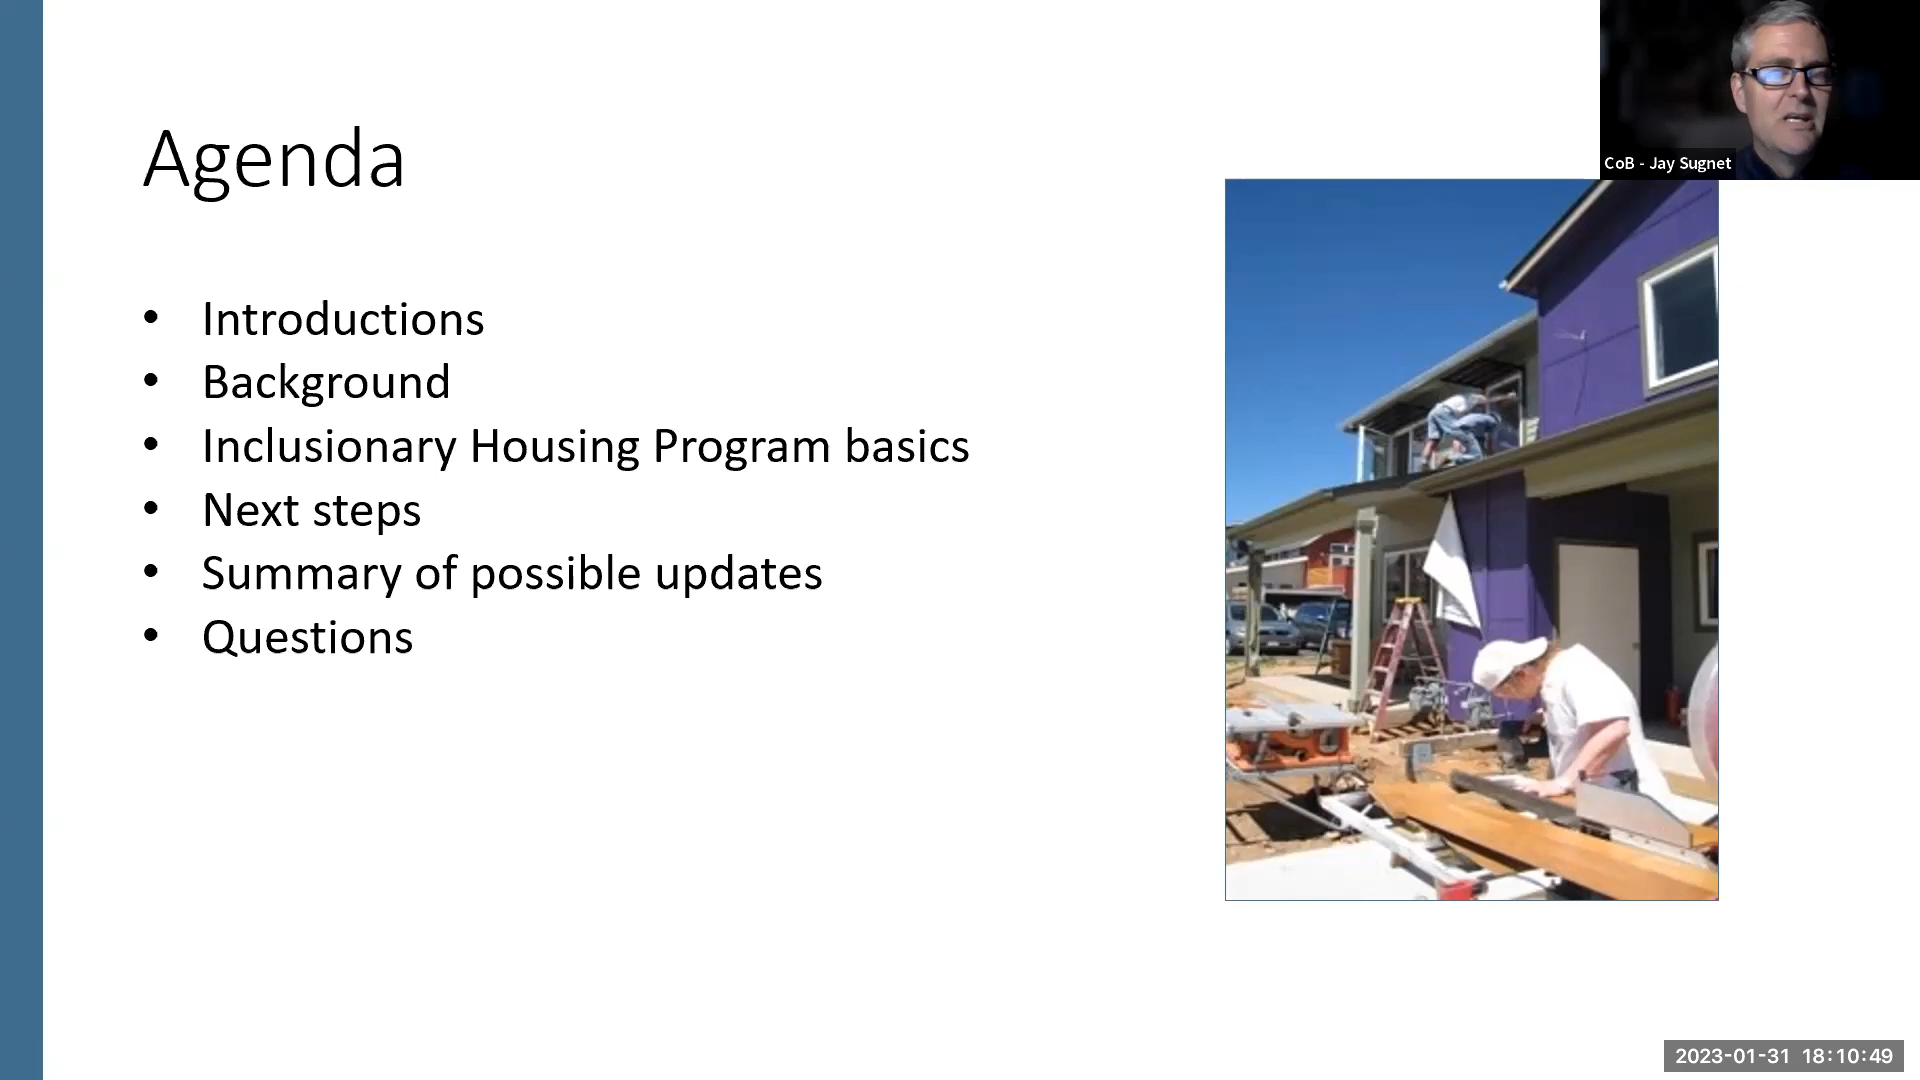 Agenda
• Introductions
• Background
• Inclusionary Housing Program basics
• Next steps
• Summary of possible updates
• Questions
CoB - Jay Sugnet
2023-01-31 18:10:49